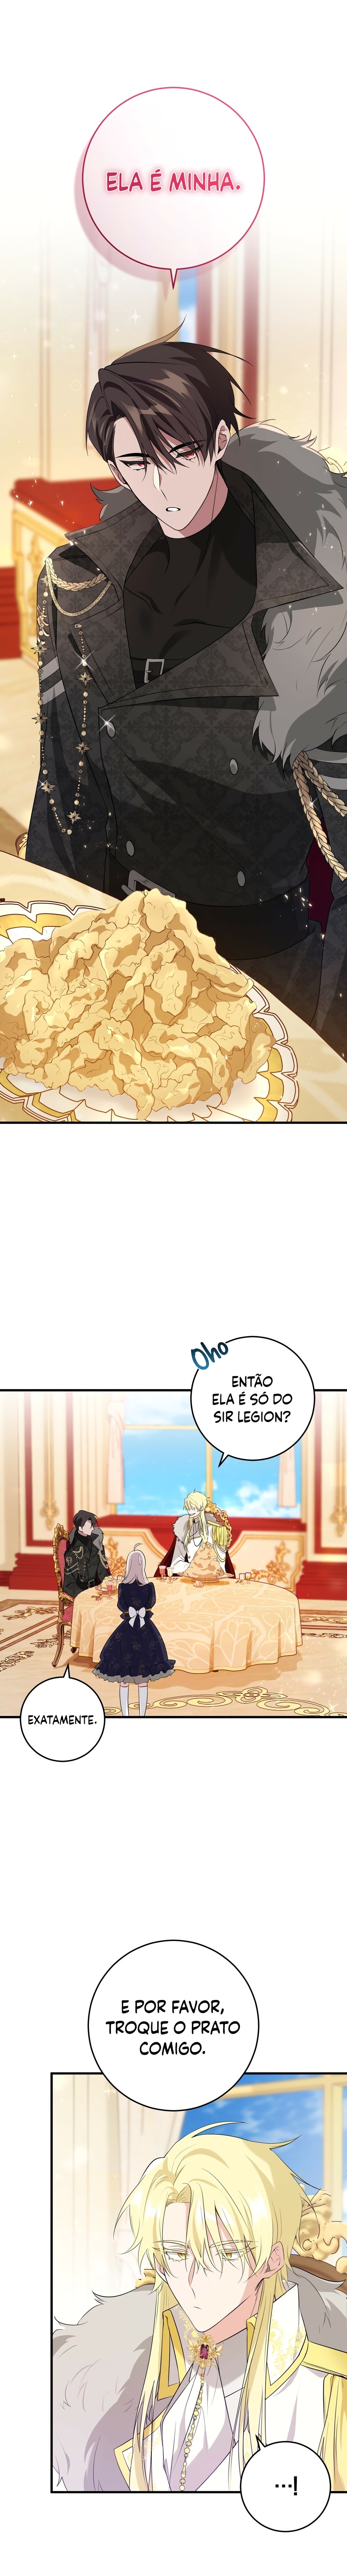 ELA É MINHA.
Oho
ENTÃO
ELA É SÓ DO
SIR LEGION?
EXATAMENTE.
E POR FAVOR,
TROQUE O PRATO
COMIGO.
...!